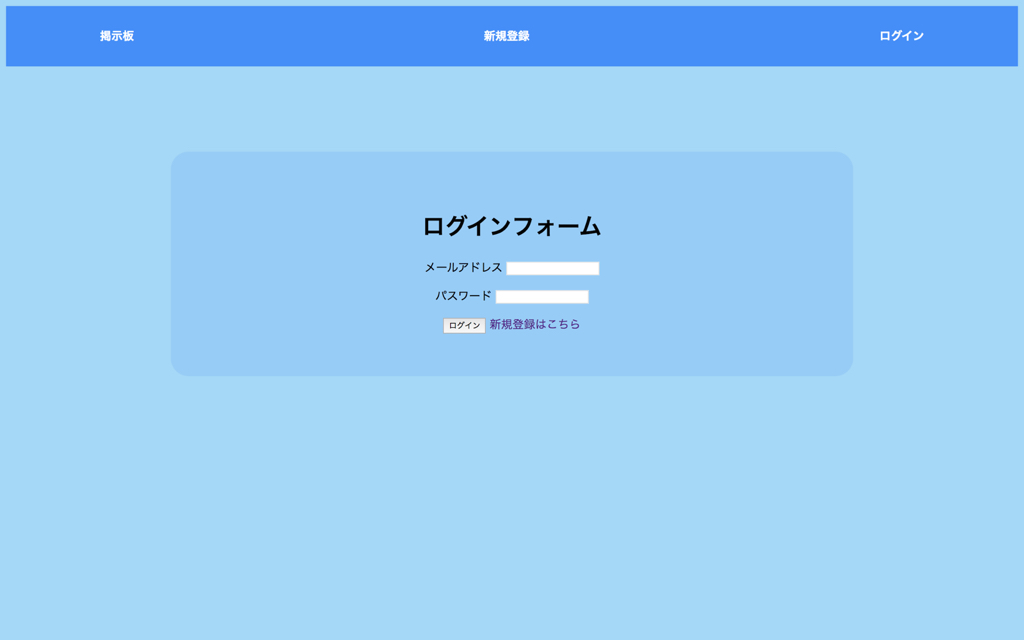 掲示板 新規登録 ログイン
ログインフォーム
メールアドレス
パスワード
ログイン 新規登録はこちら